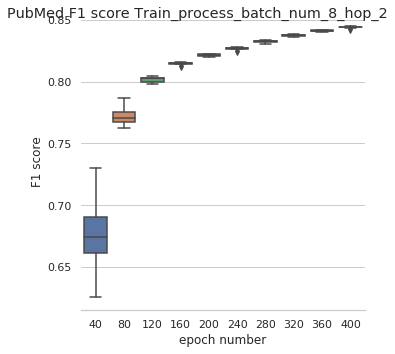 PubMed F1 score Train_process_batch_num_8_hop_2
0.85
0.80
0.75
0.70
0.65
F1 score
40 80 120 160 200 240 280 320 360 400
epoch number